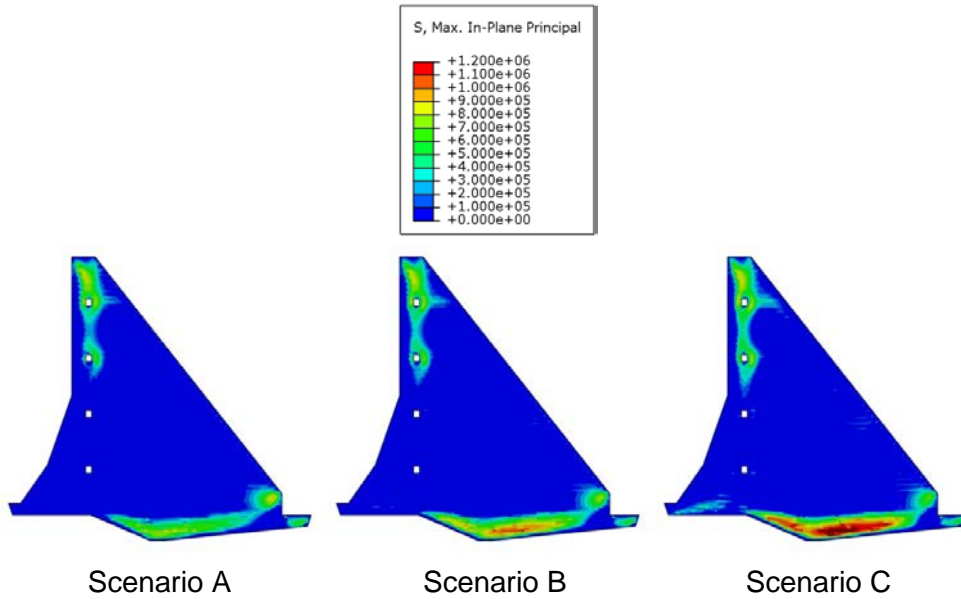 S, Max. In-Plane Principal
+1.200e+06
+1.100e+06
+1.000e+06
+9.000e+05
+8.000e+05
+7.000e+05
+6.000e+05
+5.000e+05
+4.000e+05
+3.000e+05
+2.000e+05
+1.000e+05
+0.000e+00
Scenario A
Scenario B
Scenario C